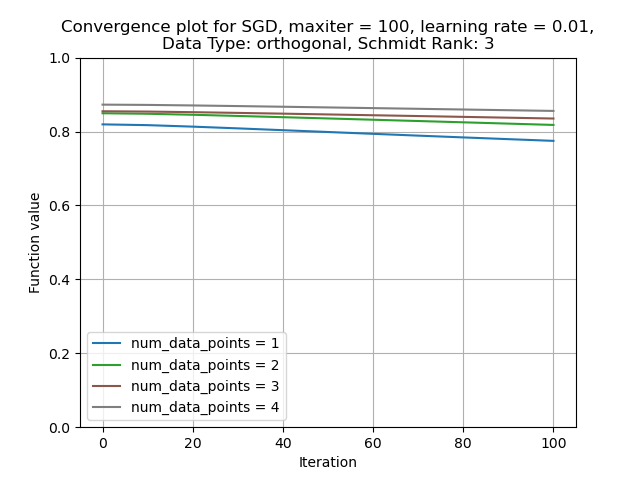 Convergence plot for SGD, maxiter = 100, learning rate = 0.01,
Data Type: orthogonal, Schmidt Rank: 3
1.0
0.8
0.6
0.4
0.2
0.0
Function value
num_data_points = 1
num_data_points = 2
num_data_points = 3
num_data_points = 4
0 20 40 60 80 100
Iteration